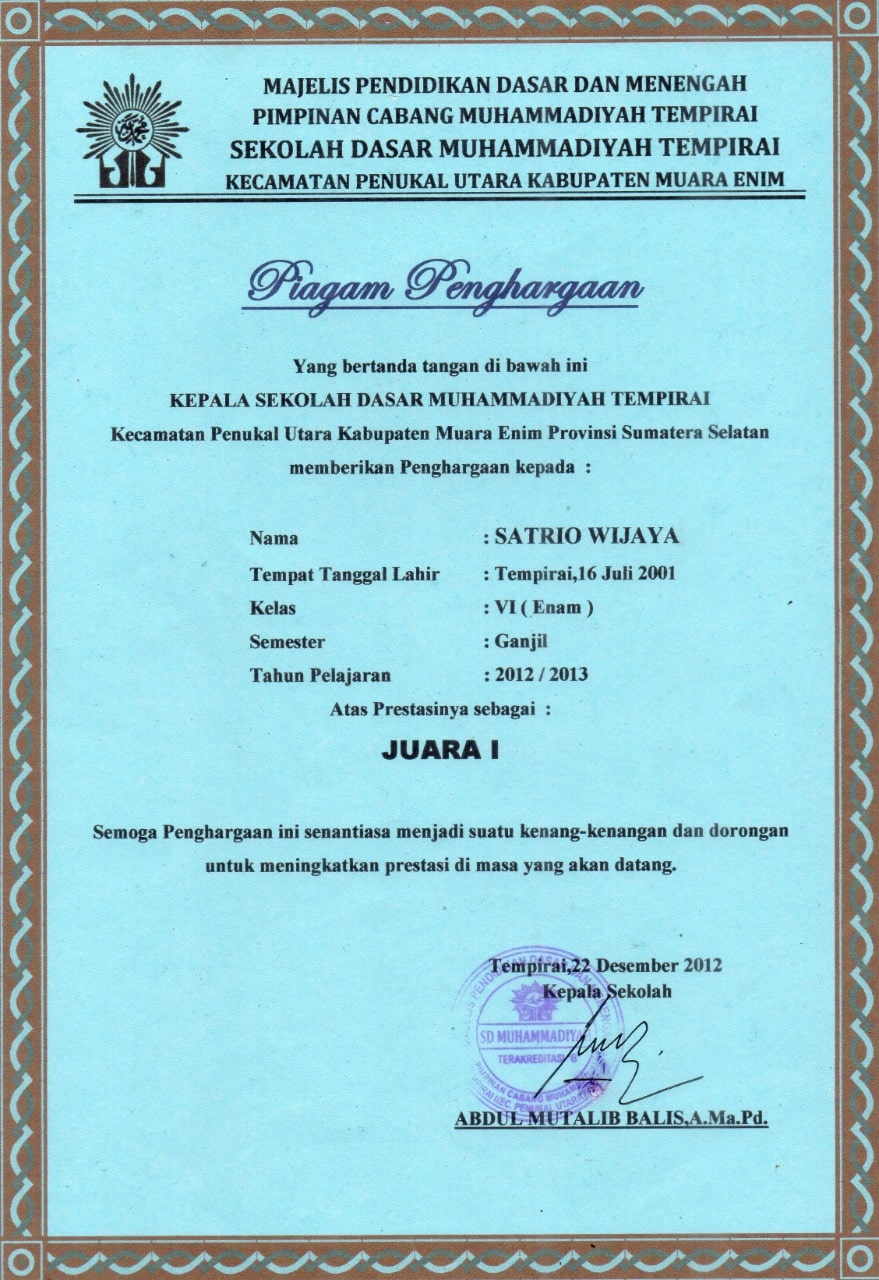 MAJELIS PENDIDIKAN DASAR DAN MENENGAH
PIMPINAN CABANG MUHAMMADIYAH TEMPIRAI
SEKOLAH DASAR MUHAMMADIYAH TEMPIRAI
KECAMATAN PENUKAL UTARA KABUPATEN MUARA ENIM
Piagam Penghargaan
Yang bertanda tangan di bawah ini
KEPALA SEKOLAH DASAR MUHAMMADIYAH TEMPIRAI
Kecamatan Penukal Utara Kabupaten Muara Enim Provinsi Sumatera Selatan
memberikan Penghargaan kepada :
Nama : SATRIO WIJAYA
Tempat Tanggal Lahir : Tempirai,16 Juli 2001
Kelas : VI ( Enam )
Semester : Ganjil
Tahun Pelajaran : 2012 / 2013
Atas Prestasinya sebagai :
JUARA I
Semoga Penghargaan ini senantiasa menjadi suatu kenang-kenangan dan dorongan
untuk meningkatkan prestasi di masa yang akan datang.
Tempirai,22 Desember 2012
Kepala Sekolah
SD MUHAMMADIYAH
TERAKREDITASI
PIMPINAN CABANG
KEC. PENUKAL UTARA
ABDUL MUTALIB BALIS,A.Ma.Pd.